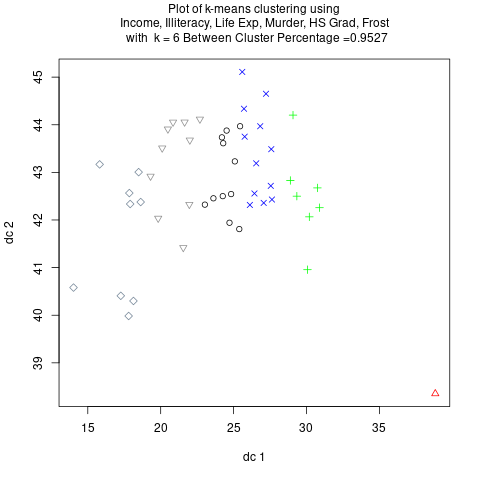 Plot of k-means clustering using
Income, Illiteracy, Life Exp, Murder, HS Grad, Frost
with  k = 6 Between Cluster Percentage =0.9527
45
44
43
42
41
40
39
dc 2
15 20 25 30 35
dc 1